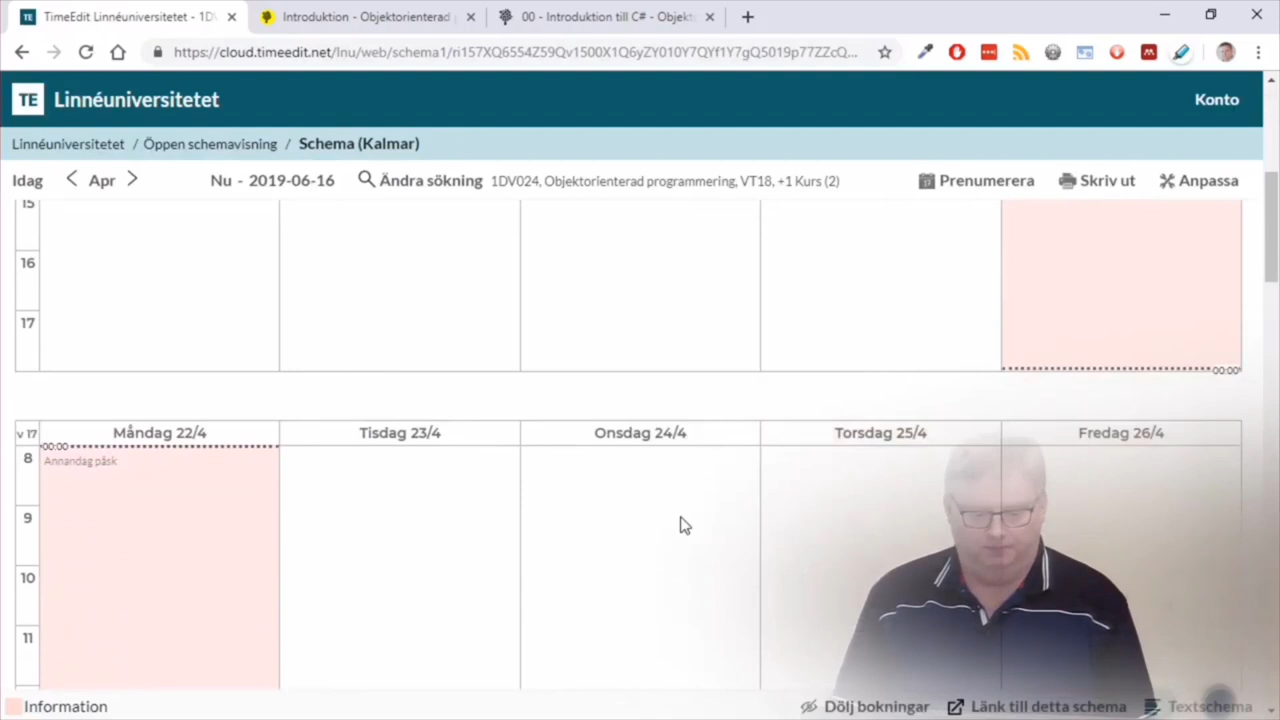 TimeEdit Linnéuniversitetet - 1D
Introduktion - Objektorienterad
00 - Introduktion till C# - Objekt
https://cloud.timeedit.net/lnu/web/schema1/ri157XQ6554Z59Qv1500X1Q6yZY010Y7QYf1Y7gQ5019p77ZZcQ...
TE Linnéuniversitetet
Konto
Linnéuniversitetet / Öppen schemavisning / Schema (Kalmar)
Idag Apr Nu - 2019-06-16 Ändra sökning 1DV024, Objektorienterad programmering, VT18, +1 Kurs (2) Prenumerera Skriv ut Anpassa
15
16
17
00:00
v 17 Måndag 22/4 Tisdag 23/4 Onsdag 24/4 Torsdag 25/4 Fredag 26/4
00:00
8 Annandag påsk
9
10
11
Information Dölj bokningar Länk till detta schema Textschema